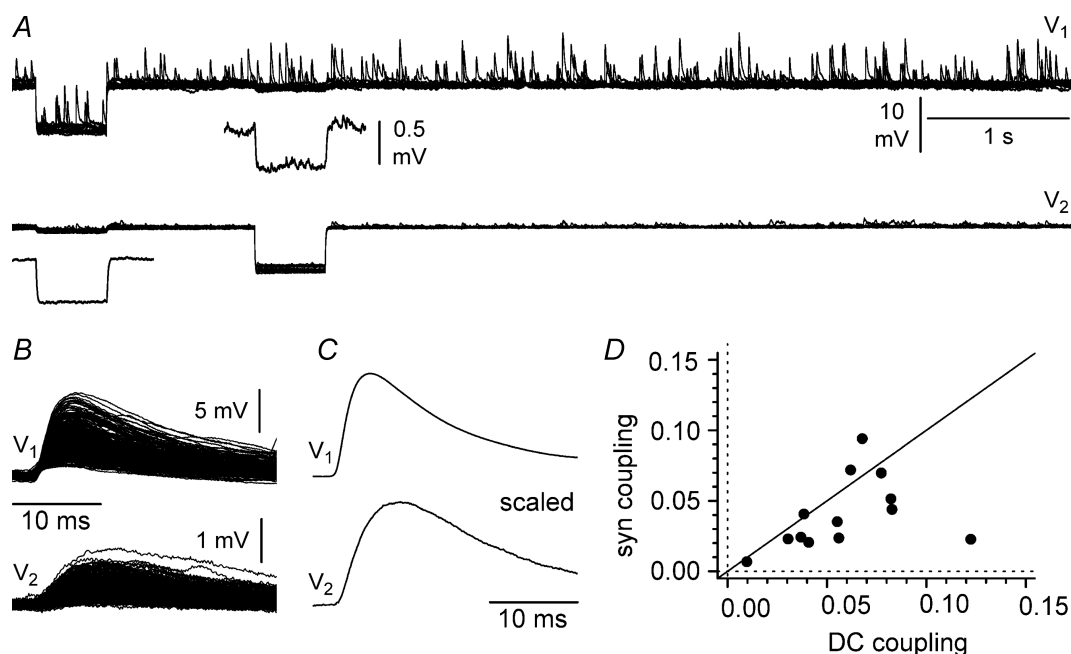 A
V1
10
mV
1 s
0.5
mV
V2
B
5 mV
V1
10 ms
1 mV
V2
C
V1
scaled
V2
10 ms
D
0.15
0.10
0.05
0.00
syn coupling
0.00
0.05
0.10
0.15
DC coupling